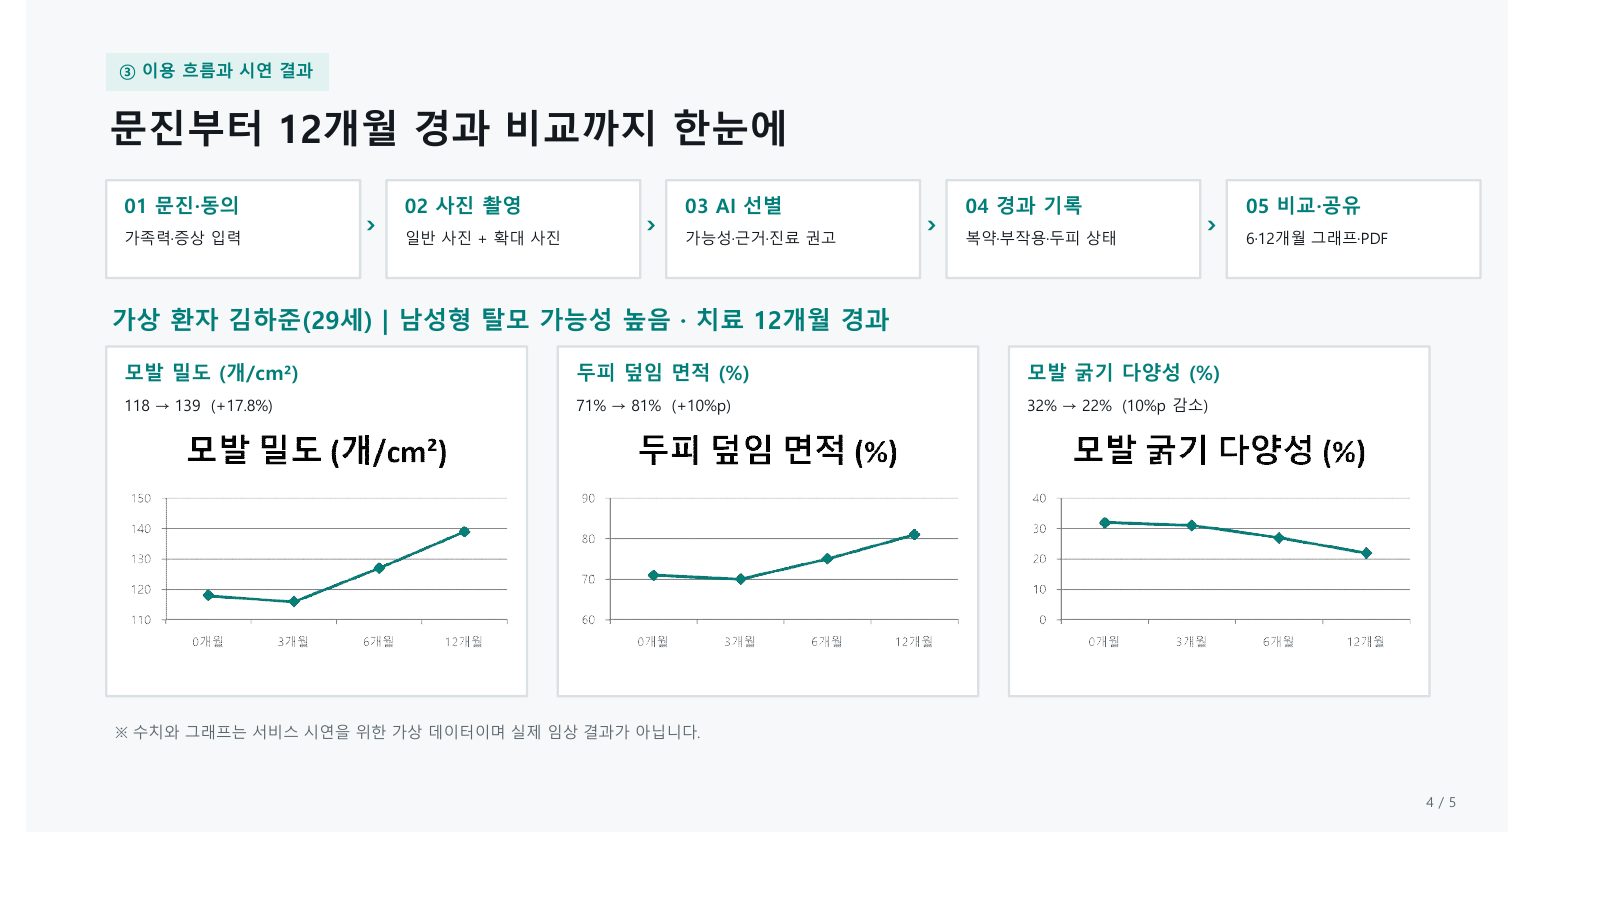 ③ 이용 흐름과 시연 결과
문진부터 12개월 경과 비교까지 한눈에
01 문진·동의
가족력·증상 입력
›
02 사진 촬영
일반 사진 + 확대 사진
›
03 AI 선별
가능성·근거·진료 권고
›
04 경과 기록
복약·부작용·두피 상태
›
05 비교·공유
6·12개월 그래프·PDF
가상 환자 김하준(29세) | 남성형 탈모 가능성 높음 · 치료 12개월 경과
모발 밀도 (개/cm²)
118 → 139 (+17.8%)
모발 밀도 (개/cm²)
150
140
130
120
110
0개월 3개월 6개월 12개월
두피 덮임 면적 (%)
71% → 81% (+10%p)
두피 덮임 면적 (%)
90
80
70
60
0개월 3개월 6개월 12개월
모발 굵기 다양성 (%)
32% → 22% (10%p 감소)
모발 굵기 다양성 (%)
40
30
20
10
0
0개월 3개월 6개월 12개월
※ 수치와 그래프는 서비스 시연을 위한 가상 데이터이며 실제 임상 결과가 아닙니다.
4 / 5